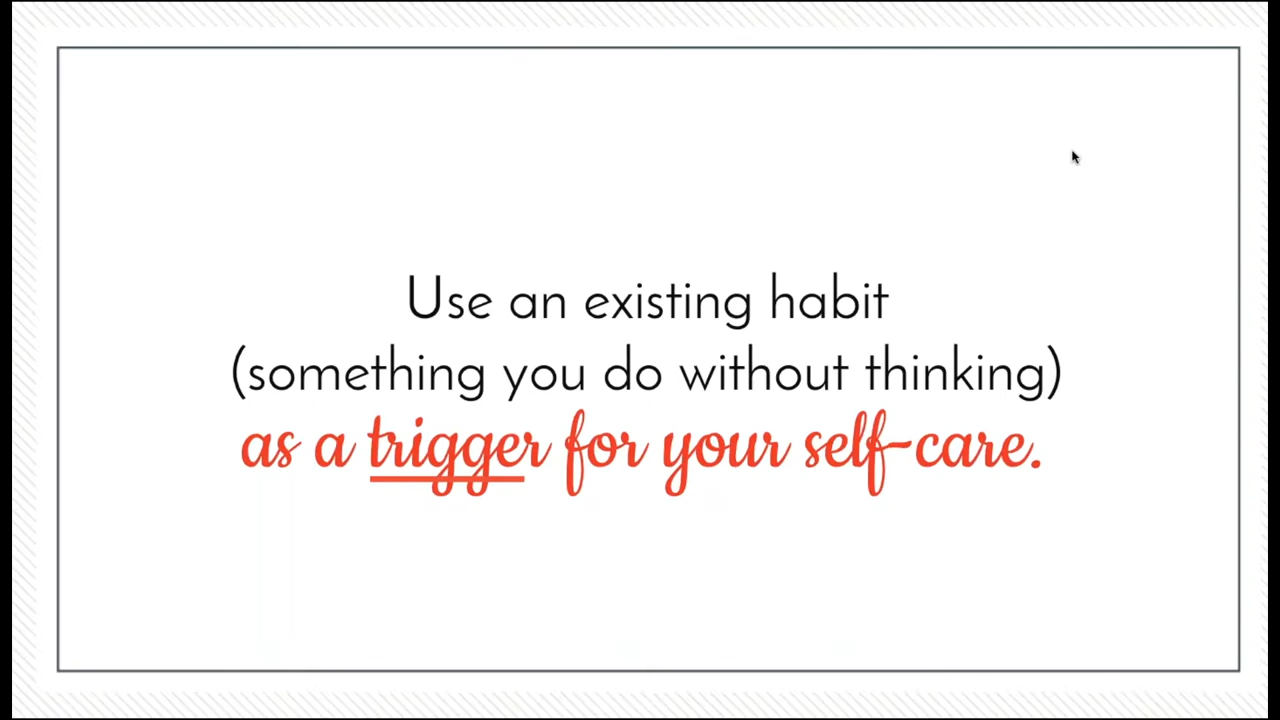 Use an existing habit
(something you do without thinking)
as a trigger for your self-care.